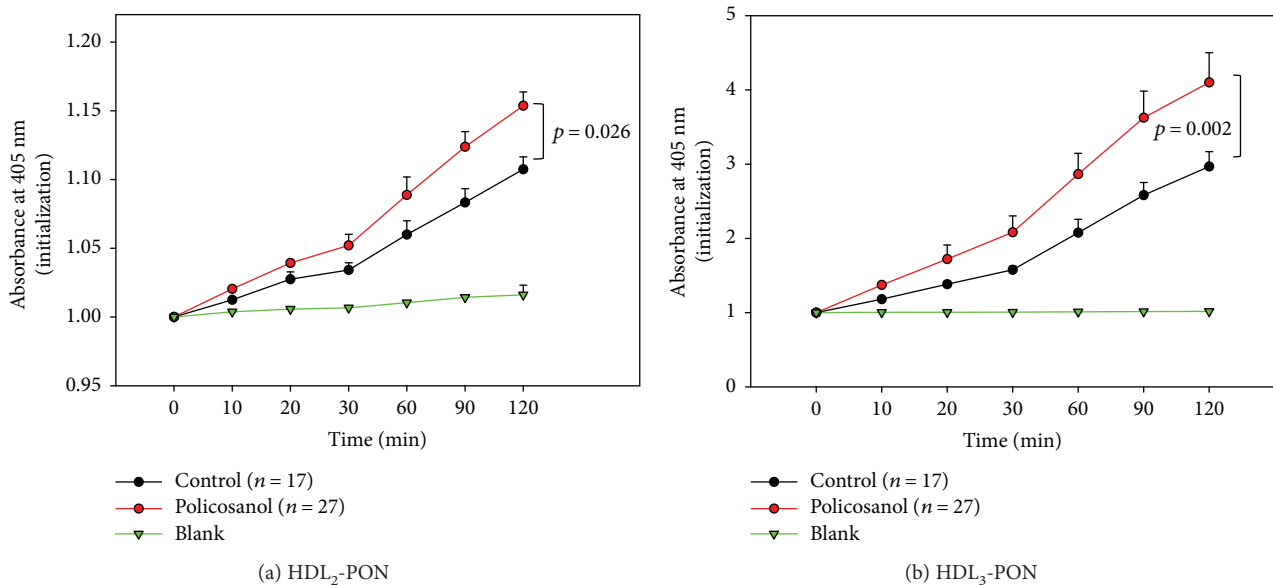 Absorbance at 405 nm
(initialization)
1.20
1.15
1.10
1.05
1.00
0.95
p = 0.026
0 10 20 30 60 90 120
Time (min)
Control (n = 17)
Policosanol (n = 27)
Blank
(a) HDL₂-PON
Absorbance at 405 nm
(initialization)
5
4
3
2
1
0
p = 0.002
0 10 20 30 60 90 120
Time (min)
Control (n = 17)
Policosanol (n = 27)
Blank
(b) HDL₃-PON